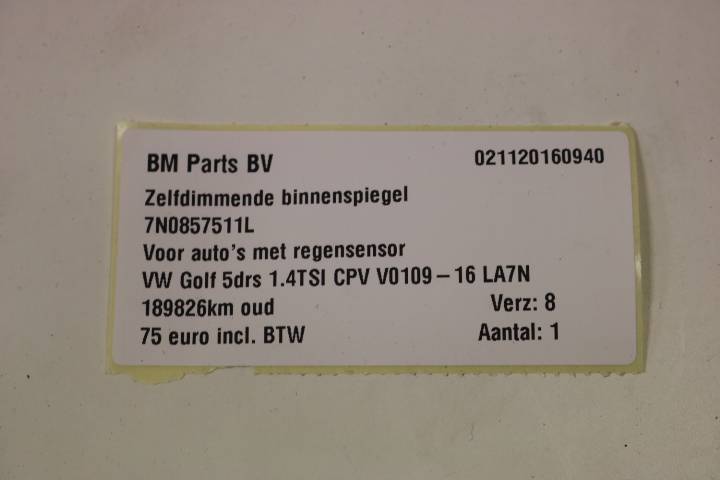 BM Parts BV 021120160940
Zelfdimmende binnenspiegel
7N0857511L
Voor auto's met regensensor
VW Golf 5drs 1.4TSI CPV V0109-16 LA7N
189826km oud Verz: 8
75 euro incl. BTW Aantal: 1